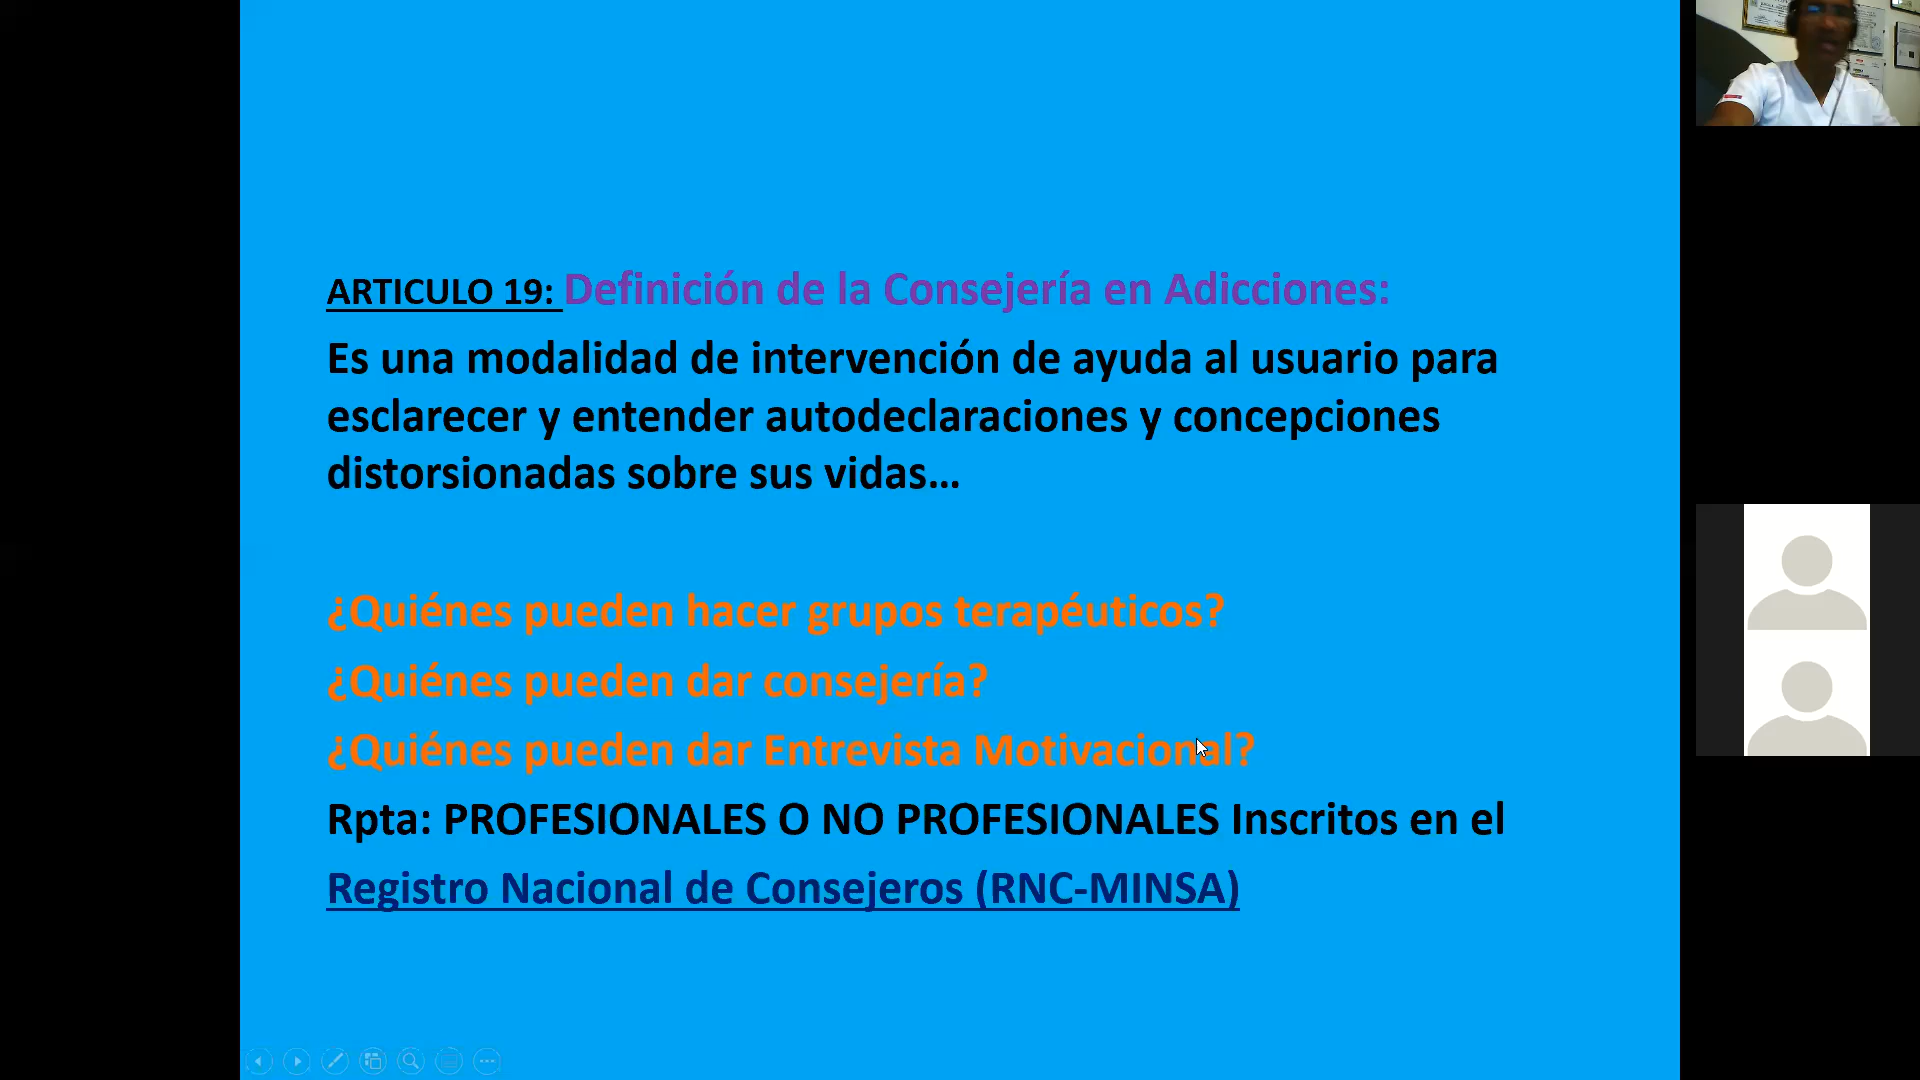 ARTICULO 19: Definición de la Consejería en Adicciones:
Es una modalidad de intervención de ayuda al usuario para
esclarecer y entender autodeclaraciones y concepciones
distorsionadas sobre sus vidas...
¿Quiénes pueden hacer grupos terapéuticos?
¿Quiénes pueden dar consejería?
¿Quiénes pueden dar Entrevista Motivacional?
Rpta: PROFESIONALES O NO PROFESIONALES Inscritos en el
Registro Nacional de Consejeros (RNC-MINSA)